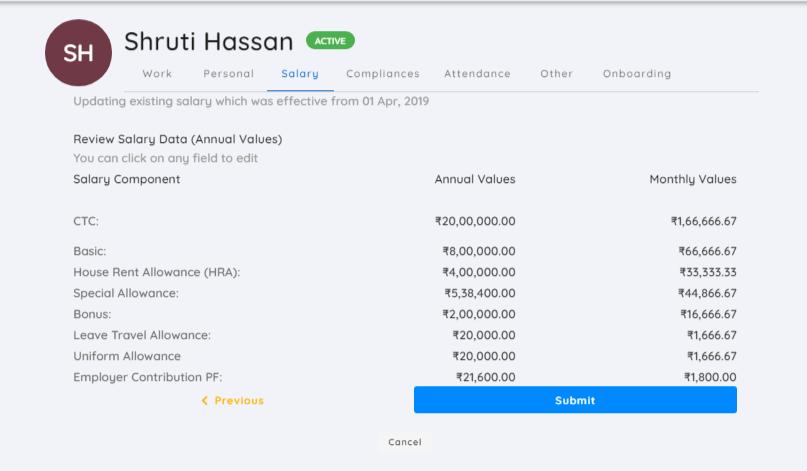 SH
Shruti Hassan ACTIVE
Work Personal Salary Compliances Attendance Other Onboarding
Updating existing salary which was effective from 01 Apr, 2019
Review Salary Data (Annual Values)
You can click on any field to edit
Salary Component Annual Values Monthly Values
CTC: ₹20,00,000.00 ₹1,66,666.67
Basic: ₹8,00,000.00 ₹66,666.67
House Rent Allowance (HRA): ₹4,00,000.00 ₹33,333.33
Special Allowance: ₹5,38,400.00 ₹44,866.67
Bonus: ₹2,00,000.00 ₹16,666.67
Leave Travel Allowance: ₹20,000.00 ₹1,666.67
Uniform Allowance ₹20,000.00 ₹1,666.67
Employer Contribution PF: ₹21,600.00 ₹1,800.00
Previous Submit
Cancel